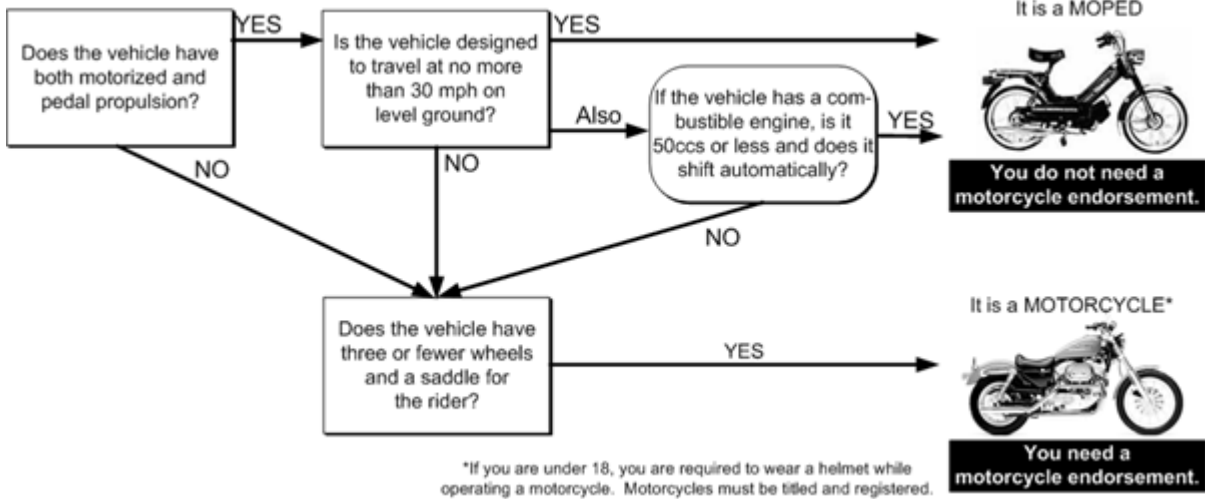 It is a MOPED
Does the vehicle have
both motorized and
pedal propulsion?
YES
Is the vehicle designed
to travel at no more
than 30 mph on
level ground?
YES
Also
If the vehicle has a com-
bustible engine, is it
50ccs or less and does it
shift automatically?
YES
You do not need a
motorcycle endorsement.
NO
NO
NO
Does the vehicle have
three or fewer wheels
and a saddle for
the rider?
YES
It is a MOTORCYCLE*
You need a
motorcycle endorsement.
*If you are under 18, you are required to wear a helmet while
operating a motorcycle. Motorcycles must be titled and registered.